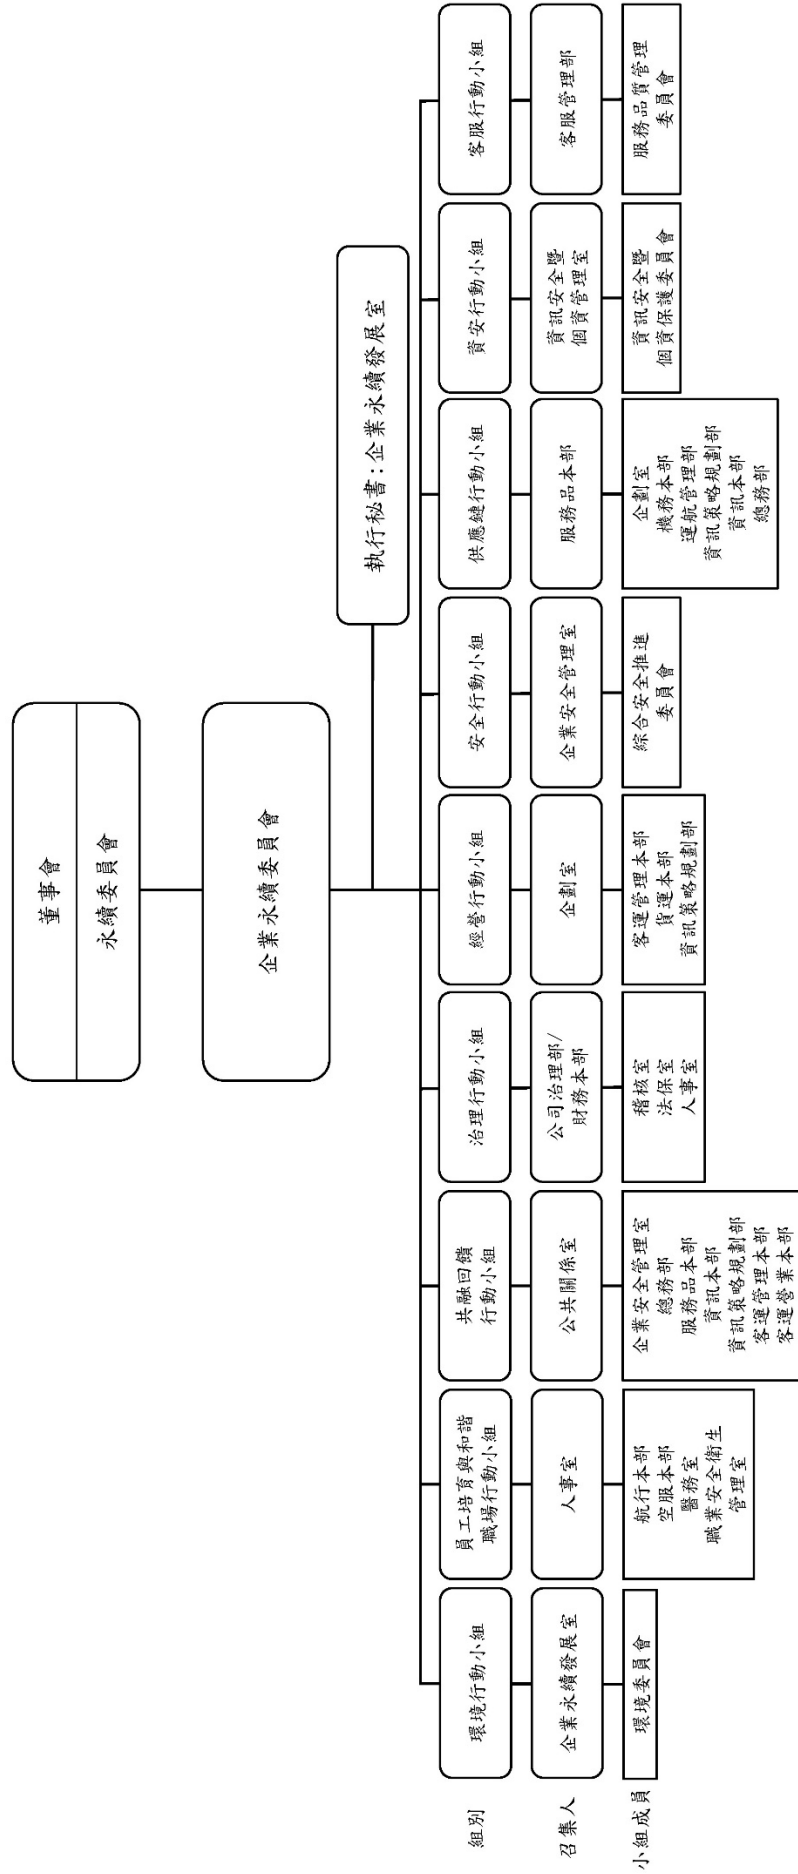 董事會
永續委員會
企業永續委員會
執行秘書：企業永續發展室
組別
環境行動小組
員工培育與和諧
職場行動小組
共融回饋
行動小組
治理行動小組
經營行動小組
安全行動小組
供應鏈行動小組
資安行動小組
客服行動小組
召集人
企業永續發展室
人事室
公共關係室
公司治理部/
財務本部
企劃室
企業安全管理室
服務品本部
資訊安全暨
個資管理室
客服管理部
小組成員
環境委員會
航行本部
空服本部
醫務室
職業安全衛生
管理室
企業安全管理室
總務部
服務品本部
資訊本部
資訊策略規劃部
客運管理本部
客運營業本部
稽核室
法保室
人事室
客運管理本部
貨運本部
資訊策略規劃部
綜合安全推進
委員會
企劃室
機務本部
運航管理部
資訊策略規劃部
資訊本部
總務部
資訊安全暨
個資保護委員會
服務品質管理
委員會